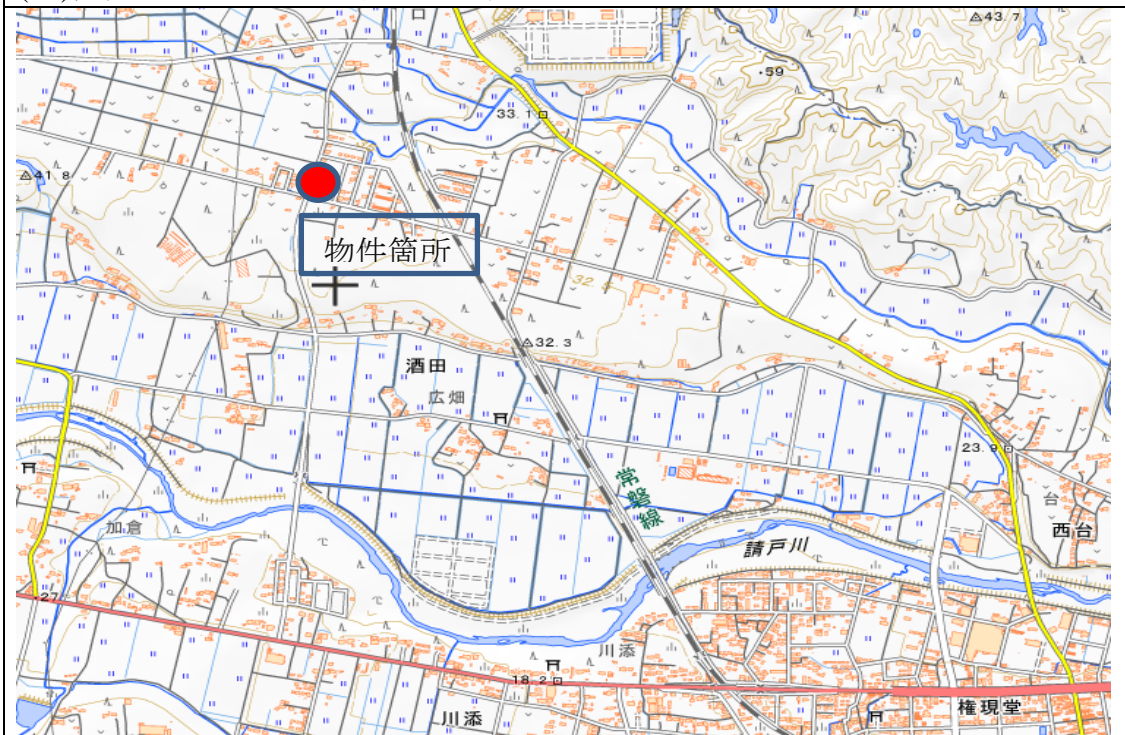 口
43.7
59
33.1
41.8
物件箇所
32.3
酒田
広畑
常磐線
23.9
台
西台
請戸川
加倉
27
川添
18.2
川添
権現堂